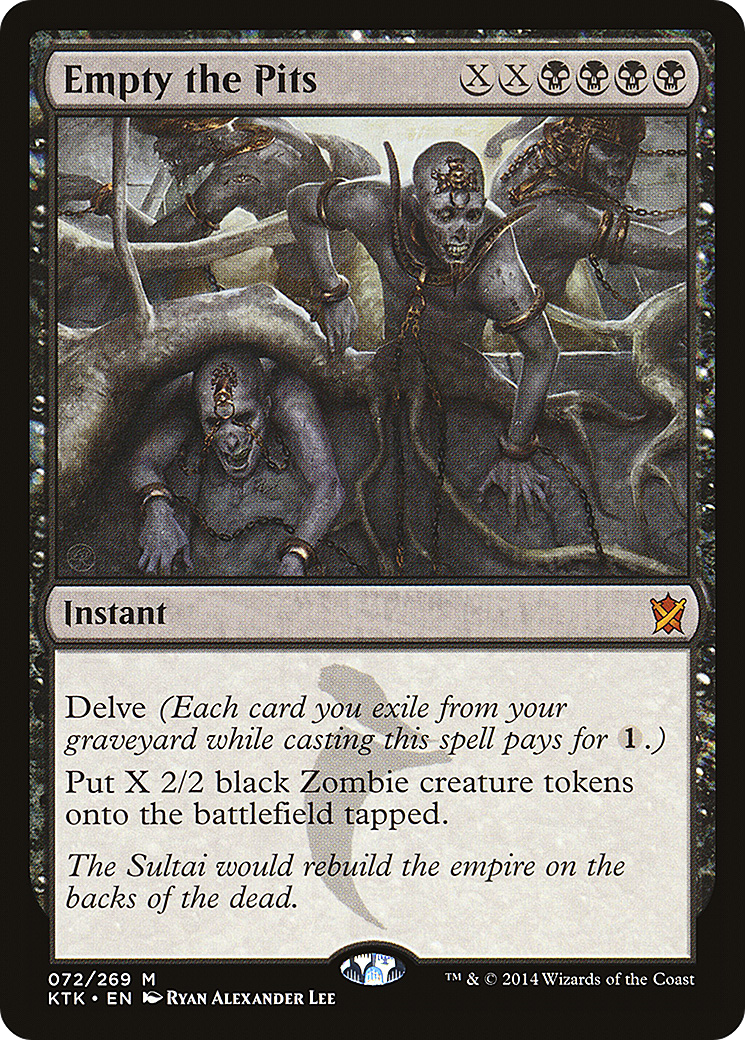 Empty the Pits XX
Instant
Delve (Each card you exile from your
graveyard while casting this spell pays for 1.)
Put X 2/2 black Zombie creature tokens
onto the battlefield tapped.
The Sultai would rebuild the empire on the
backs of the dead.
072/269 M
KTK • EN Ryan Alexander Lee
™ & © 2014 Wizards of the Coast